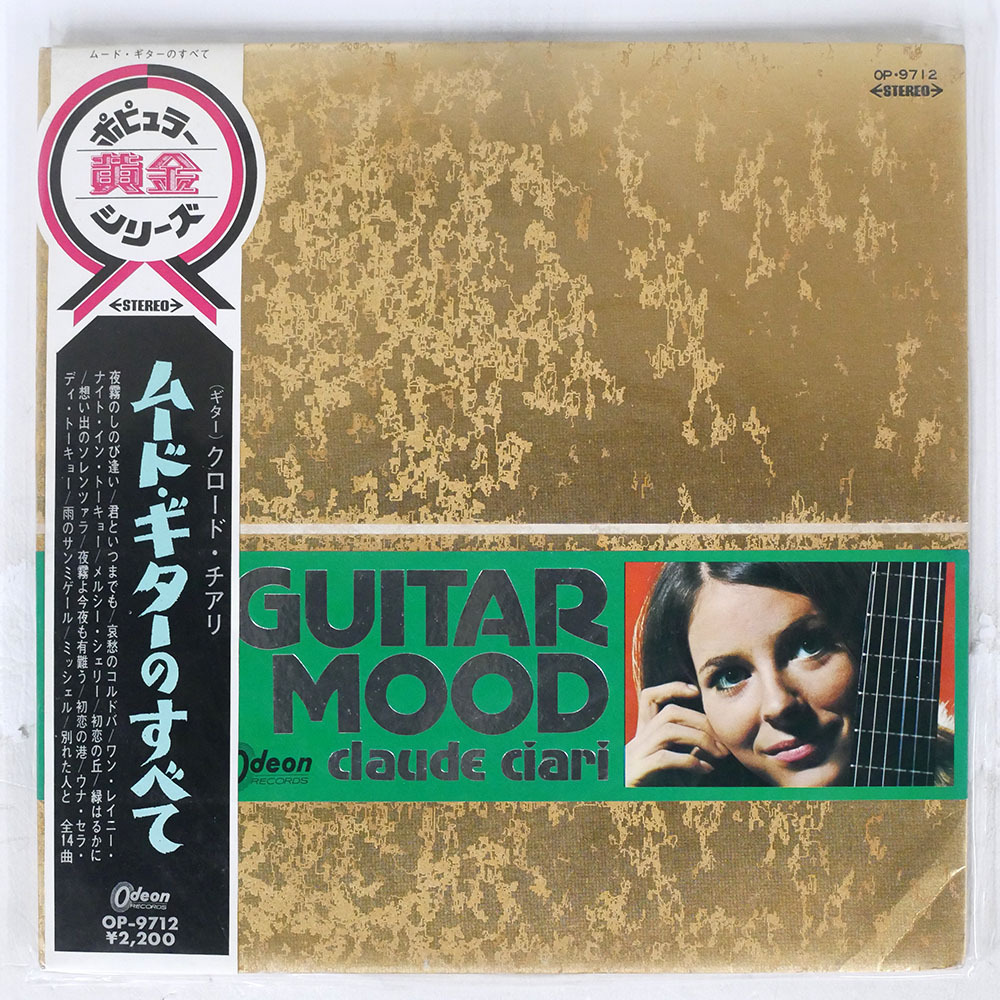 ムード・ギターのすべて
ポピュラー
黄金
シリーズ
STEREO
(ギター)クロード・チアリ
ムード・ギターのすべて
夜霧のしのび逢い/君といつまでも/哀愁のコルドバ/ワン・レイニー・
ナイト・イン・トーキョー/メルシー・シェリー/初恋の丘/緑はるかに
/想い出のソレンツァラ/夜霧よ今夜も有難う/初恋の港/ウナ・セラ・
ディ・トーキョー/雨のサンミゲール/ミッシェル/別れた人と 全14曲
Odeon
RECORDS
OP-9712
¥2,200
OP・9712
STEREO
GUITAR
MOOD
Odeon
RECORDS
claude ciari